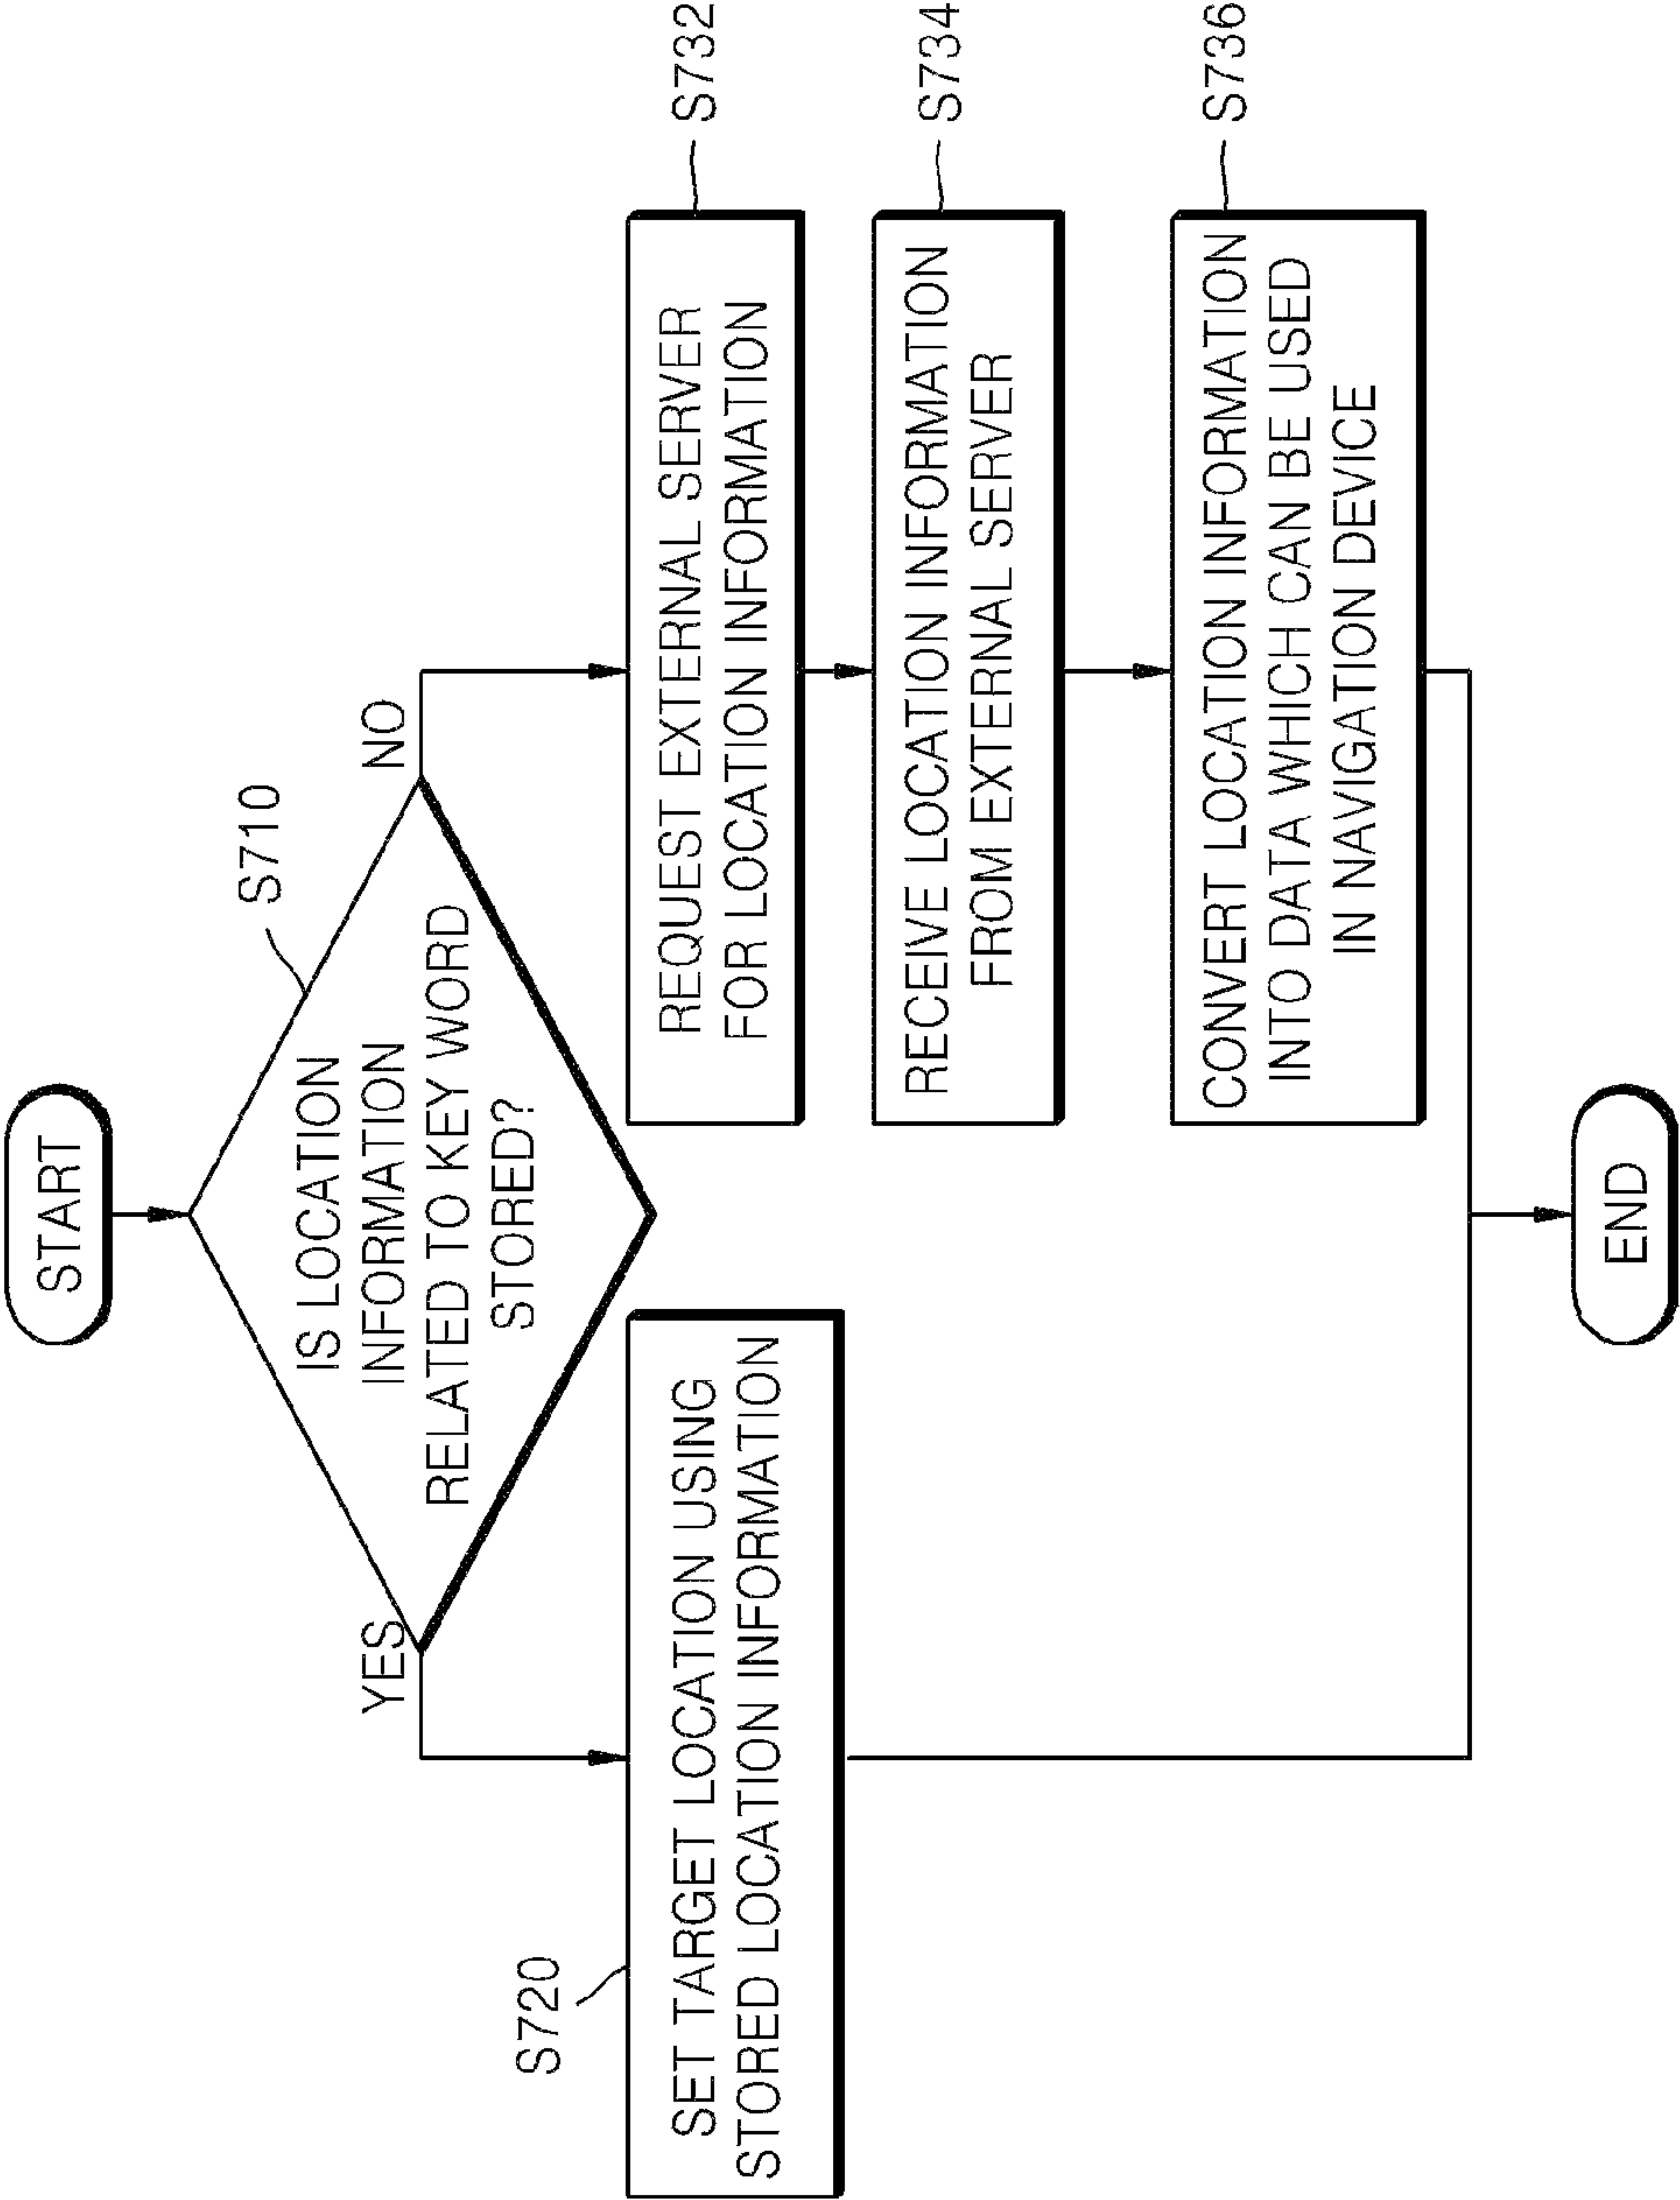 START
S710
IS LOCATION
INFORMATION
RELATED TO KEY WORD
STORED?
YES
NO
S720
SET TARGET LOCATION USING
STORED LOCATION INFORMATION
S732
REQUEST EXTERNAL SERVER
FOR LOCATION INFORMATION
S734
RECEIVE LOCATION INFORMATION
FROM EXTERNAL SERVER
S736
CONVERT LOCATION INFORMATION
INTO DATA WHICH CAN BE USED
IN NAVIGATION DEVICE
END